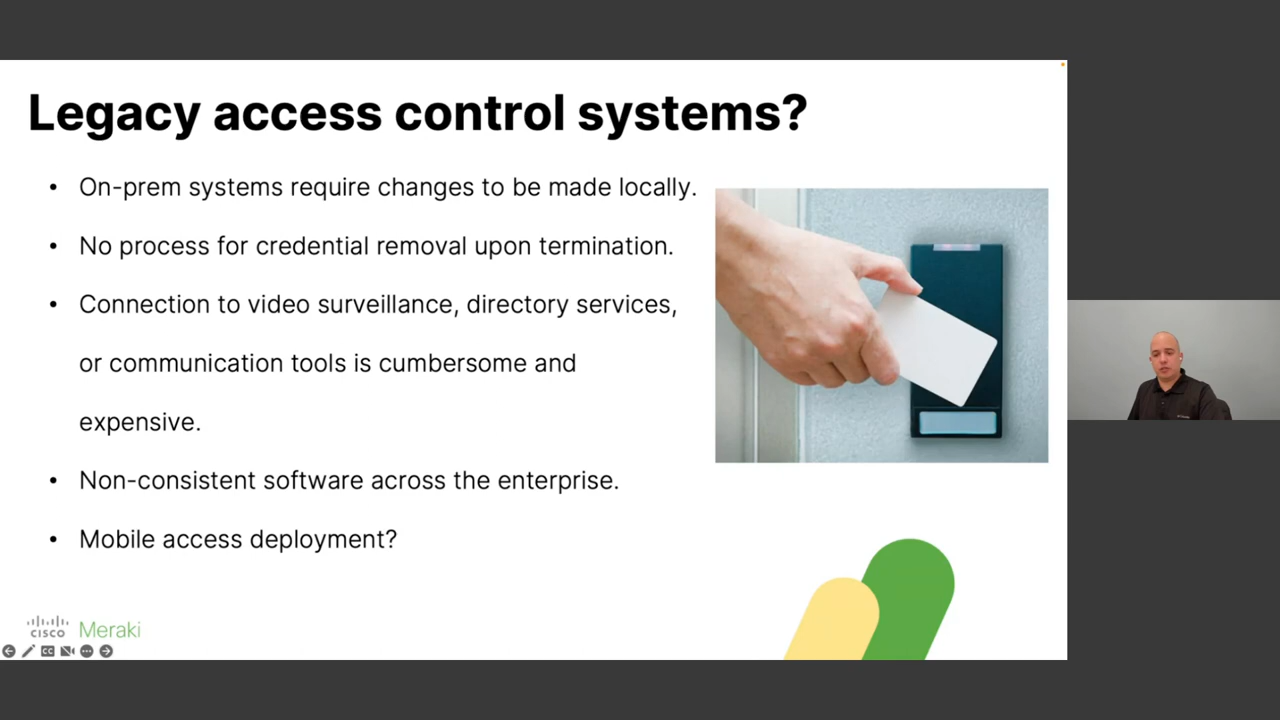 Legacy access control systems?
• On-prem systems require changes to be made locally.
• No process for credential removal upon termination.
• Connection to video surveillance, directory services,
or communication tools is cumbersome and
expensive.
• Non-consistent software across the enterprise.
• Mobile access deployment?
CISCO Meraki
CC